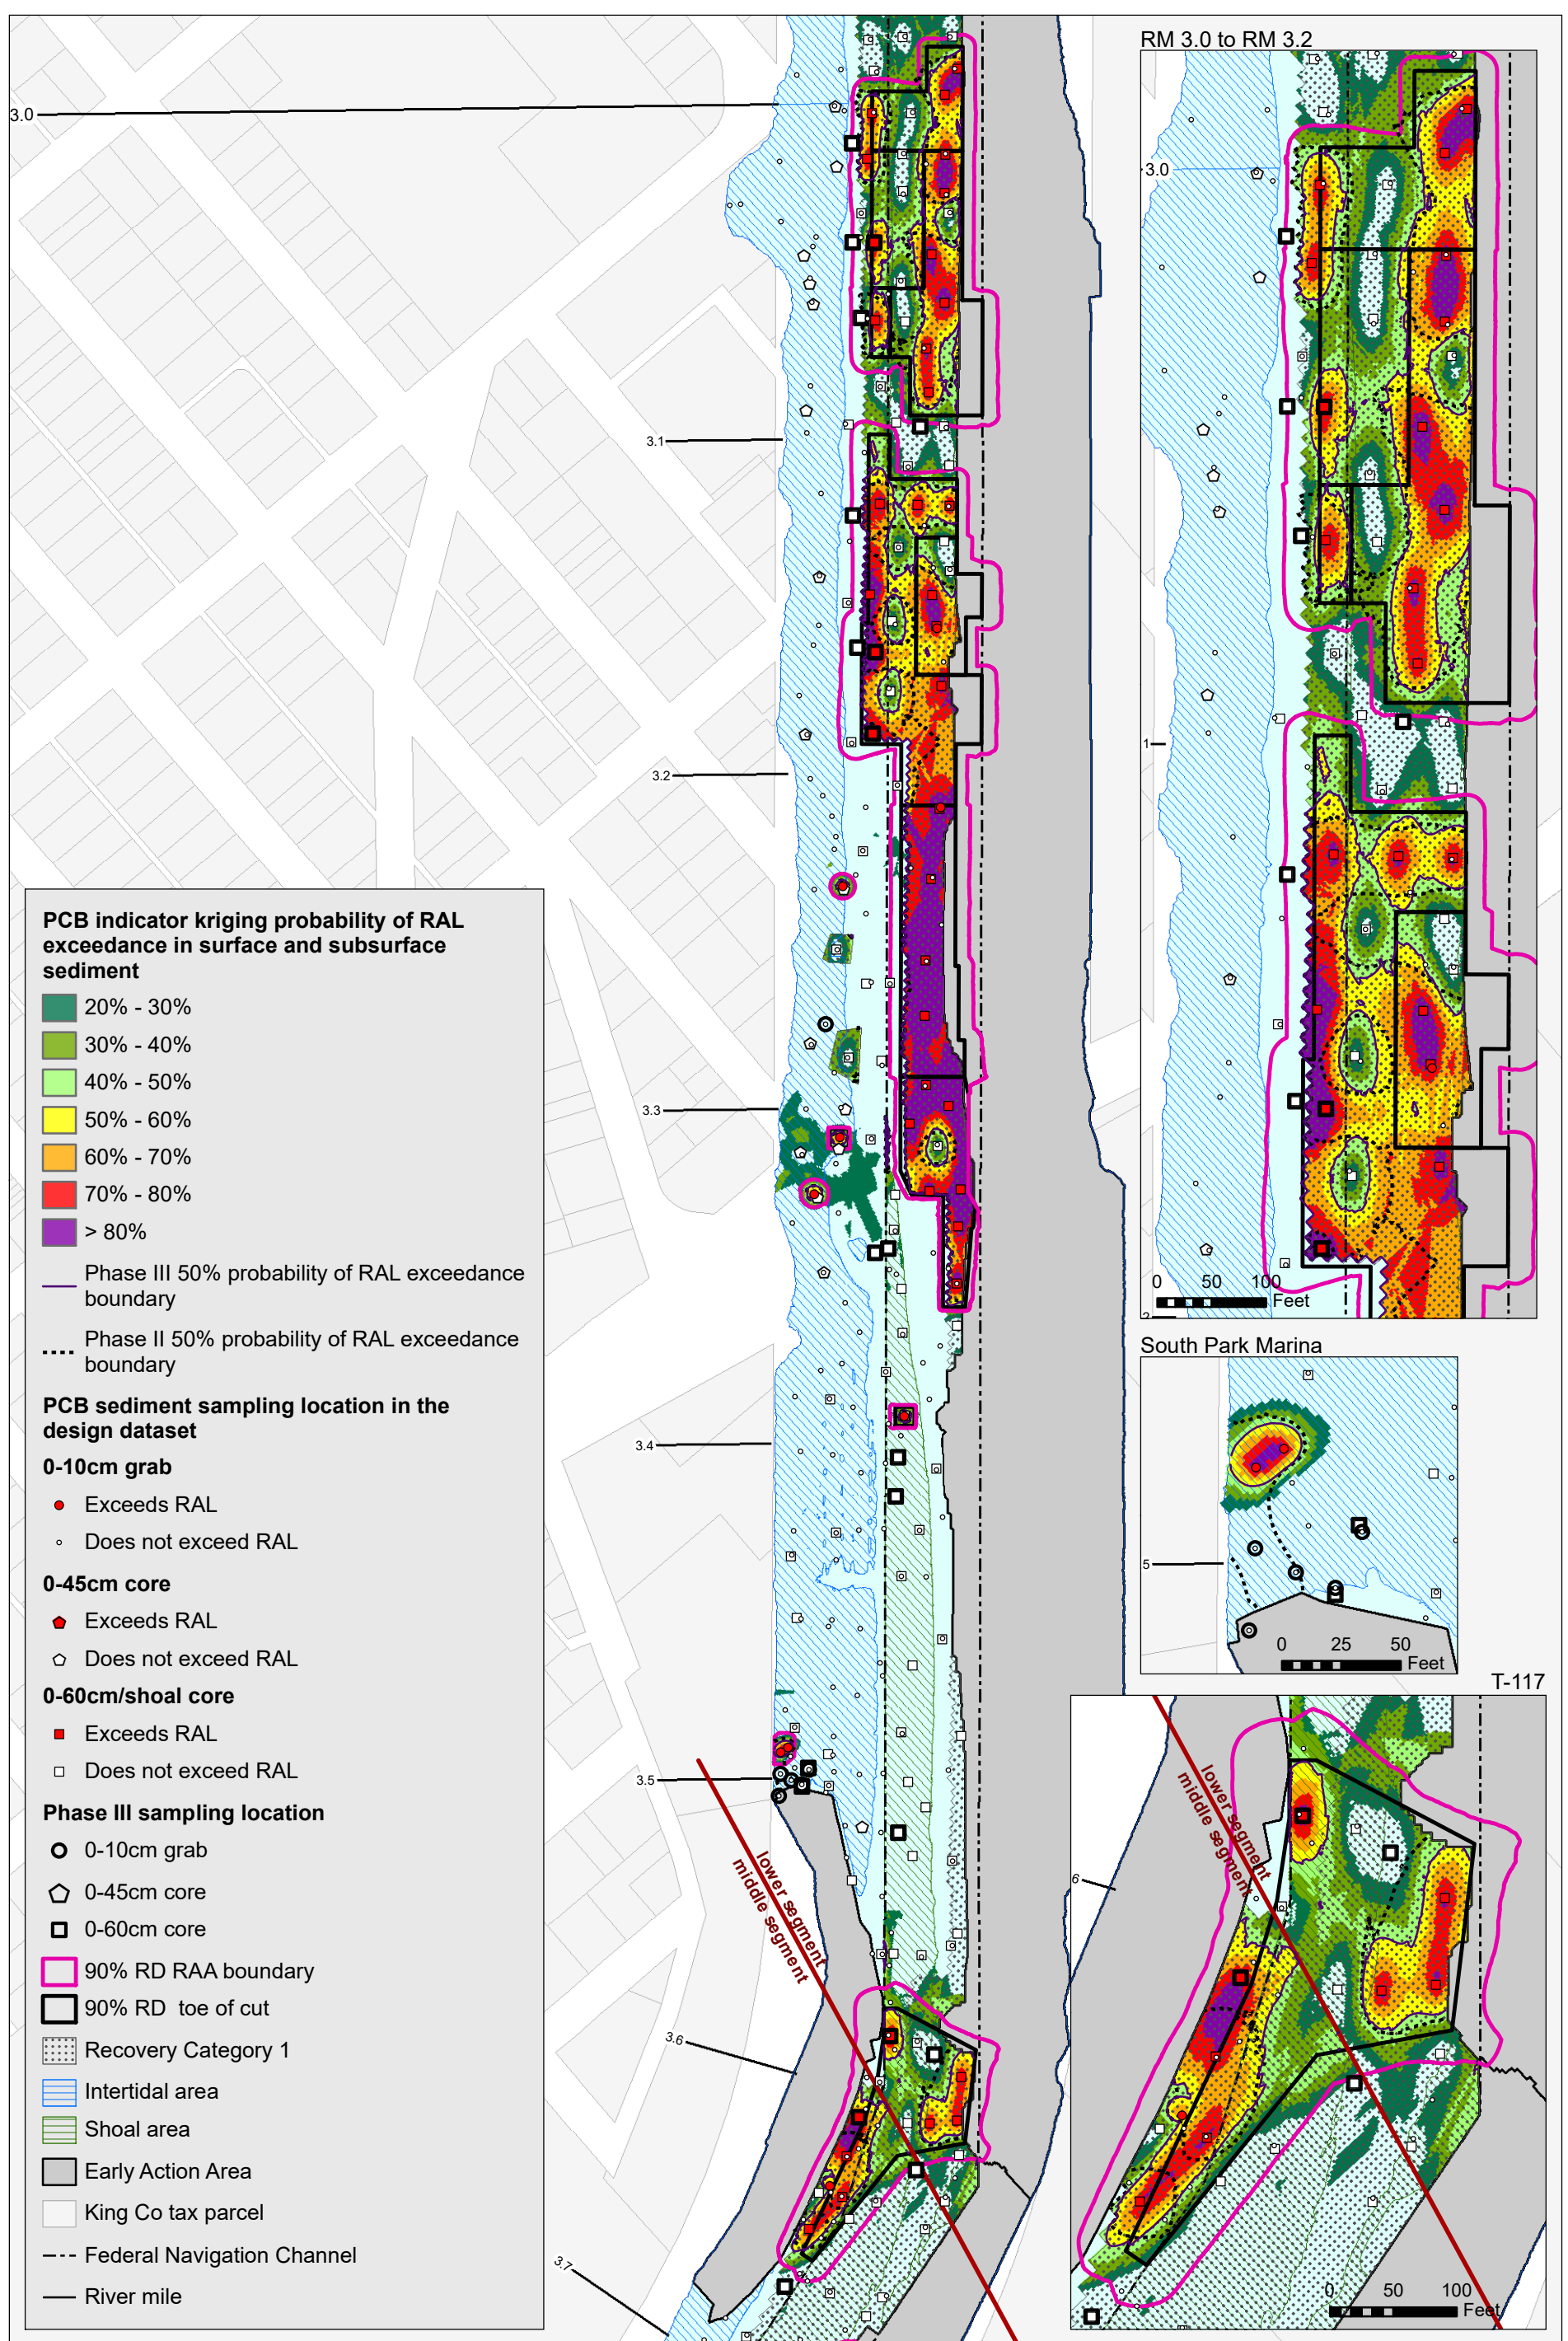 RM 3.0 to RM 3.2
3.0
3.0
3.1
1
3.2
0 50 100
Feet
South Park Marina
5
0 25 50
Feet
3.3
3.4
3.5
3.6
3.7
lower segment
middle segment
T-117
lower segment
middle segment
6
0 50 100
Feet
PCB indicator kriging probability of RAL
exceedance in surface and subsurface
sediment
20% - 30%
30% - 40%
40% - 50%
50% - 60%
60% - 70%
70% - 80%
> 80%
Phase III 50% probability of RAL exceedance
boundary
Phase II 50% probability of RAL exceedance
boundary
PCB sediment sampling location in the
design dataset
0-10cm grab
Exceeds RAL
Does not exceed RAL
0-45cm core
Exceeds RAL
Does not exceed RAL
0-60cm/shoal core
Exceeds RAL
Does not exceed RAL
Phase III sampling location
0-10cm grab
0-45cm core
0-60cm core
90% RD RAA boundary
90% RD toe of cut
Recovery Category 1
Intertidal area
Shoal area
Early Action Area
King Co tax parcel
Federal Navigation Channel
River mile